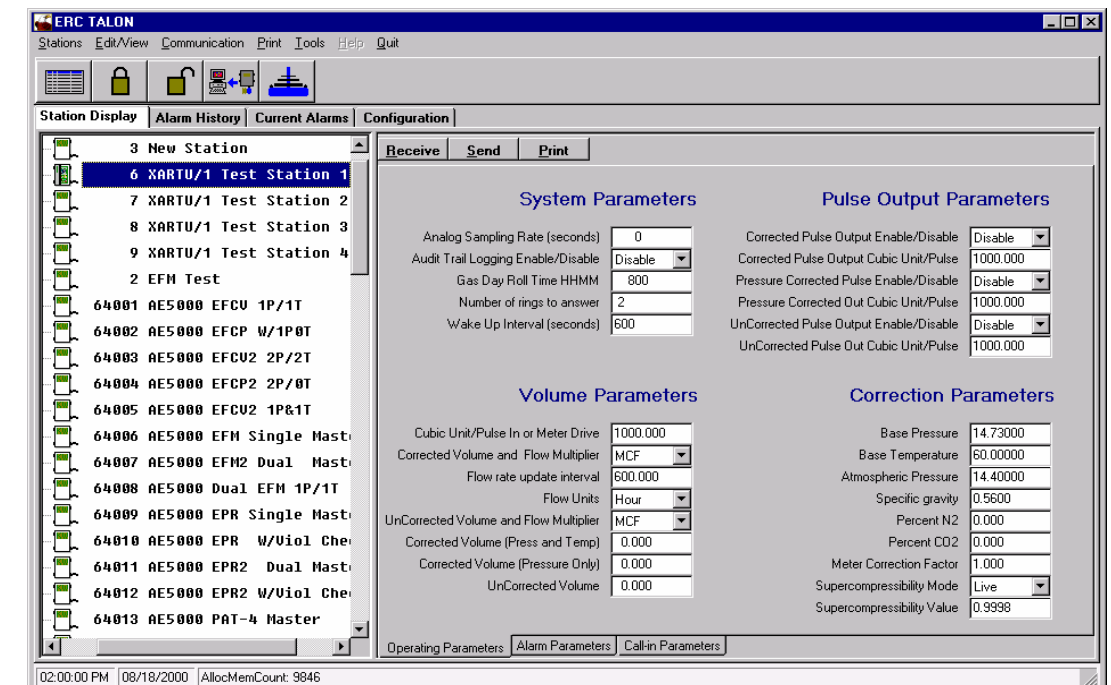 ERC TALON
Stations Edit/View Communication Print Tools Help Quit
Station Display Alarm History Current Alarms Configuration
3 New Station
6 XARTU/1 Test Station 1
7 XARTU/1 Test Station 2
8 XARTU/1 Test Station 3
9 XARTU/1 Test Station 4
2 EFM Test
64001 AE5000 EFCV 1P/1T
64002 AE5000 EFCP W/1P0T
64003 AE5000 EFCV2 2P/2T
64004 AE5000 EFCP2 2P/0T
64005 AE5000 EFCV2 1P&1T
64006 AE5000 EFM Single Mast
64007 AE5000 EFM2 Dual Mast
64008 AE5000 Dual EFM 1P/1T
64009 AE5000 EPR Single Mast
64010 AE5000 EPR W/Viol Che
64011 AE5000 EPR2 Dual Mast
64012 AE5000 EPR2 W/Viol Che
64013 AE5000 PAT-4 Master
Receive Send Print
System Parameters
Analog Sampling Rate (seconds) 0
Audit Trail Logging Enable/Disable Disable
Gas Day Roll Time HHMM 800
Number of rings to answer 2
Wake Up Interval (seconds) 600
Pulse Output Parameters
Corrected Pulse Output Enable/Disable Disable
Corrected Pulse Output Cubic Unit/Pulse 1000.000
Pressure Corrected Pulse Enable/Disable Disable
Pressure Corrected Out Cubic Unit/Pulse 1000.000
UnCorrected Pulse Output Enable/Disable Disable
UnCorrected Pulse Out Cubic Unit/Pulse 1000.000
Volume Parameters
Cubic Unit/Pulse In or Meter Drive 1000.000
Corrected Volume and Flow Multiplier MCF
Flow rate update interval 600.000
Flow Units Hour
UnCorrected Volume and Flow Multiplier MCF
Corrected Volume (Press and Temp) 0.000
Corrected Volume (Pressure Only) 0.000
UnCorrected Volume 0.000
Correction Parameters
Base Pressure 14.73000
Base Temperature 60.00000
Atmospheric Pressure 14.40000
Specific gravity 0.5600
Percent N2 0.000
Percent CO2 0.000
Meter Correction Factor 1.000
Supercompressibility Mode Live
Supercompressibility Value 0.9998
Operating Parameters Alarm Parameters Call-in Parameters
02:00:00 PM 08/18/2000 AllocMemCount: 9846